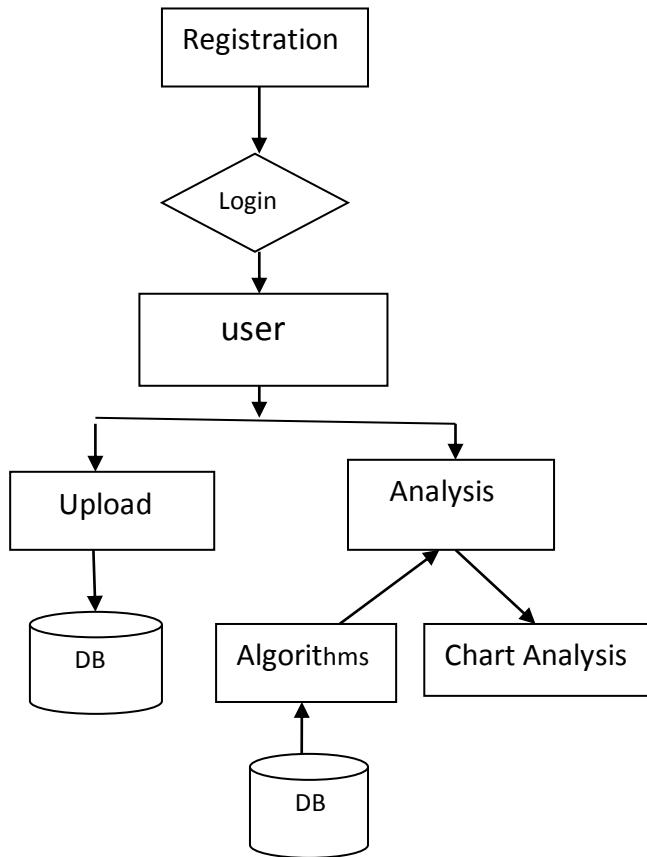 Registration
Login
user
Upload
Analysis
DB
Algorithms
Chart Analysis
DB